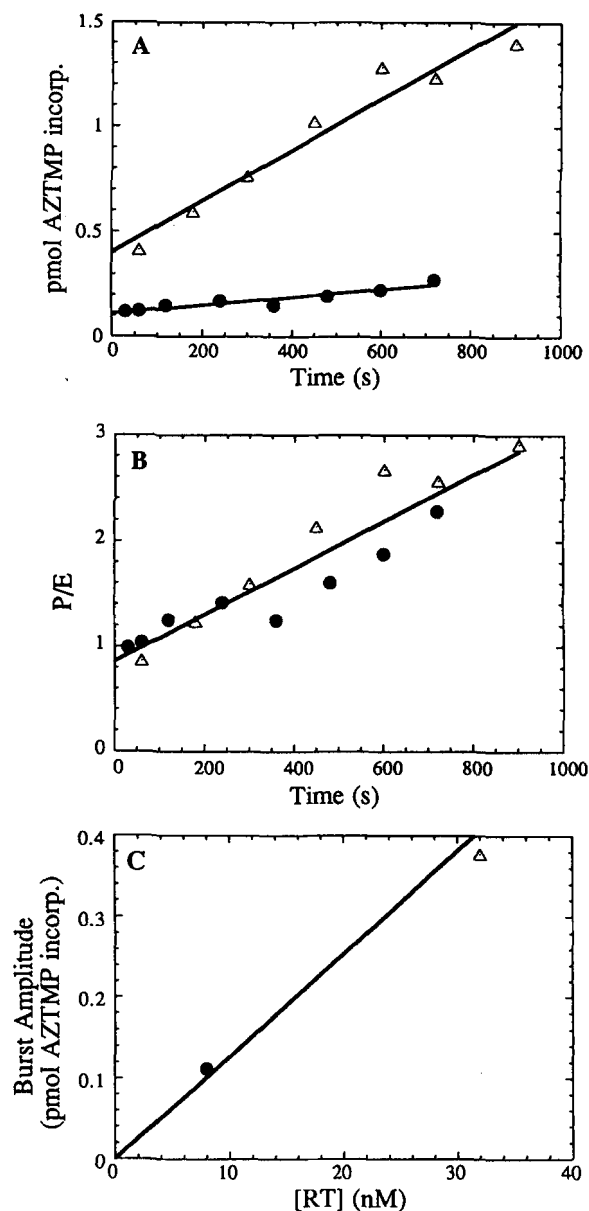 A
1.5
1
0.5
0
pmol AZTMP incorp.
0 200 400 600 800 1000
Time (s)
B
3
2
1
0
P/E
0 200 400 600 800 1000
Time (s)
C
0.4
0.3
0.2
0.1
0
Burst Amplitude
(pmol AZTMP incorp.)
0 10 20 30 40
[RT] (nM)